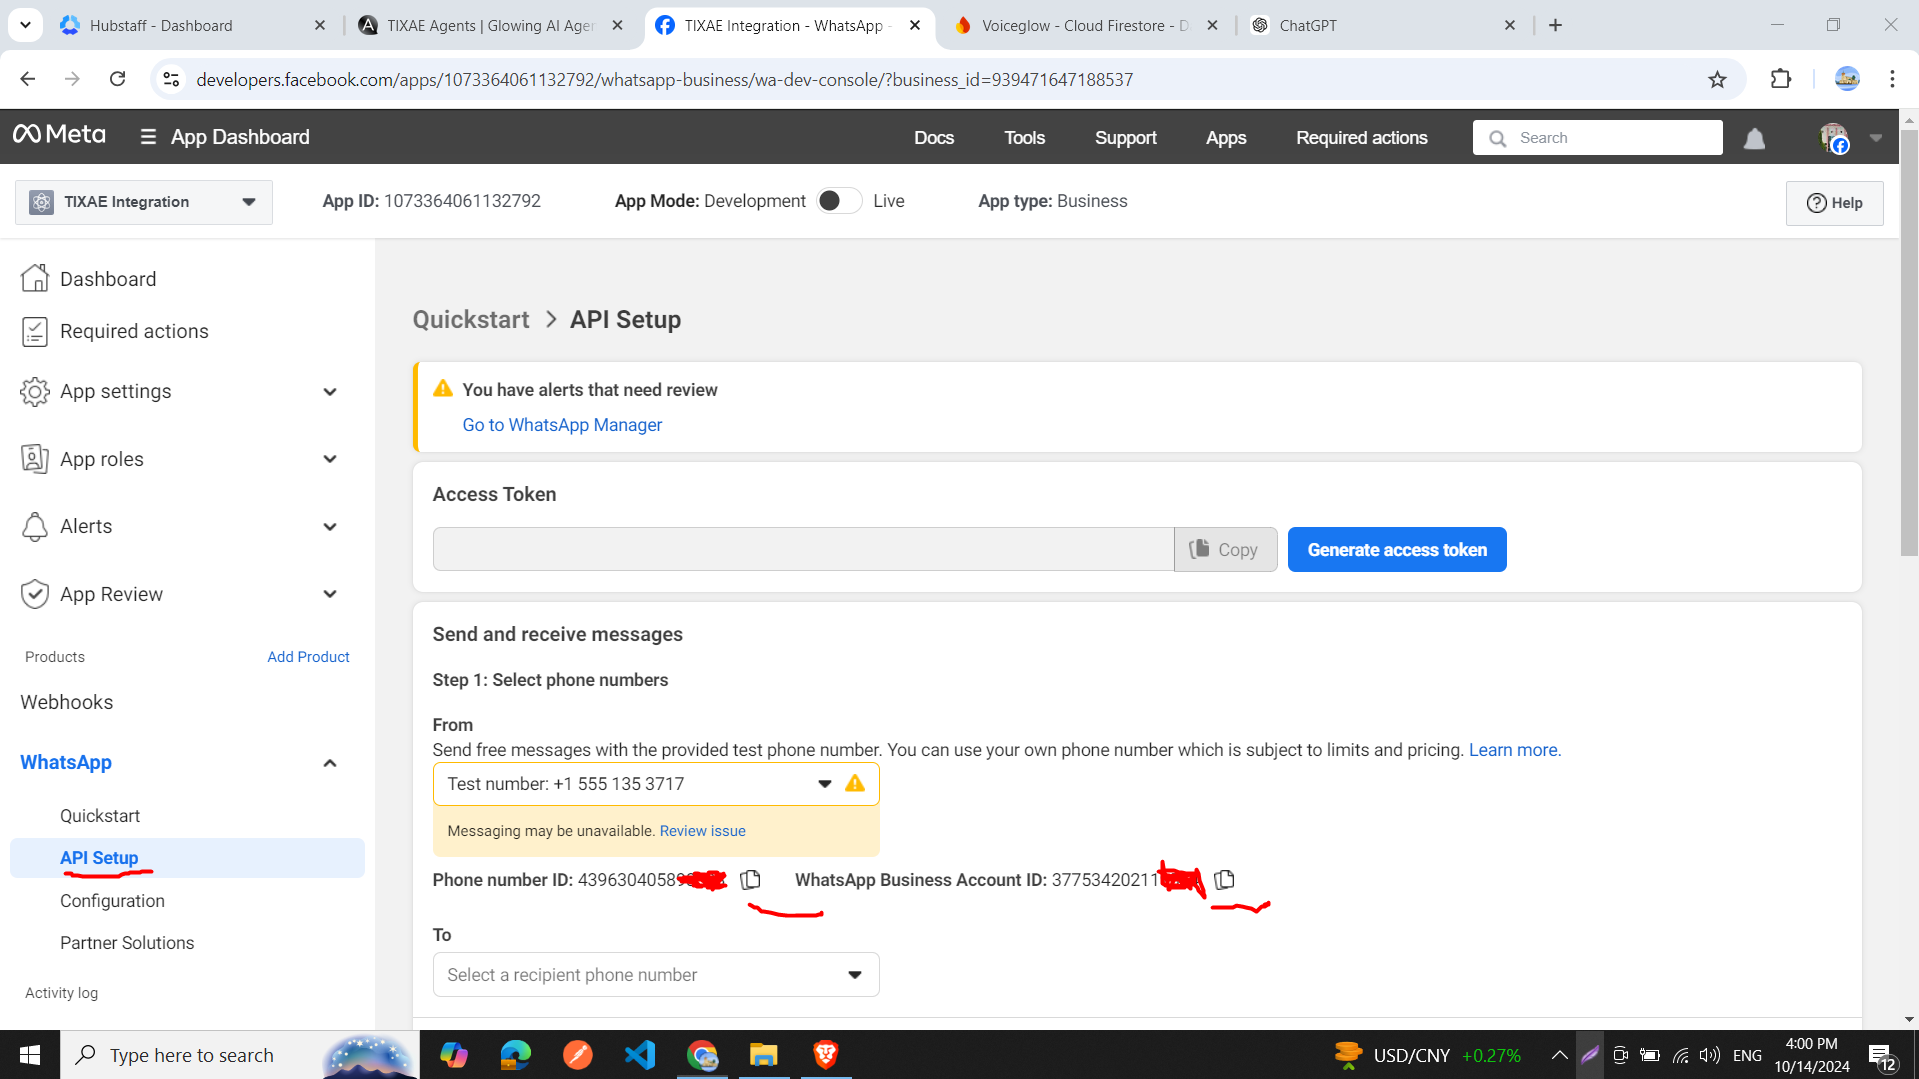 Hubstaff - Dashboard
TIXAE Agents | Glowing AI Agen
TIXAE Integration - WhatsApp -
Voiceglow - Cloud Firestore - D
ChatGPT
developers.facebook.com/apps/1073364061132792/whatsapp-business/wa-dev-console/?business_id=939471647188537
Meta
App Dashboard
Docs
Tools
Support
Apps
Required actions
Search
TIXAE Integration
App ID: 1073364061132792
App Mode: Development
Live
App type: Business
Help
Dashboard
Required actions
App settings
App roles
Alerts
App Review
Products
Add Product
Webhooks
WhatsApp
Quickstart
API Setup
Configuration
Partner Solutions
Activity log
Quickstart > API Setup
You have alerts that need review
Go to WhatsApp Manager
Access Token
Copy
Generate access token
Send and receive messages
Step 1: Select phone numbers
From
Send free messages with the provided test phone number. You can use your own phone number which is subject to limits and pricing. Learn more.
Test number: +1 555 135 3717
Messaging may be unavailable. Review issue
Phone number ID: 43963040589
WhatsApp Business Account ID: 37753420211
To
Select a recipient phone number
Type here to search
USD/CNY +0.27%
ENG
4:00 PM
10/14/2024
12